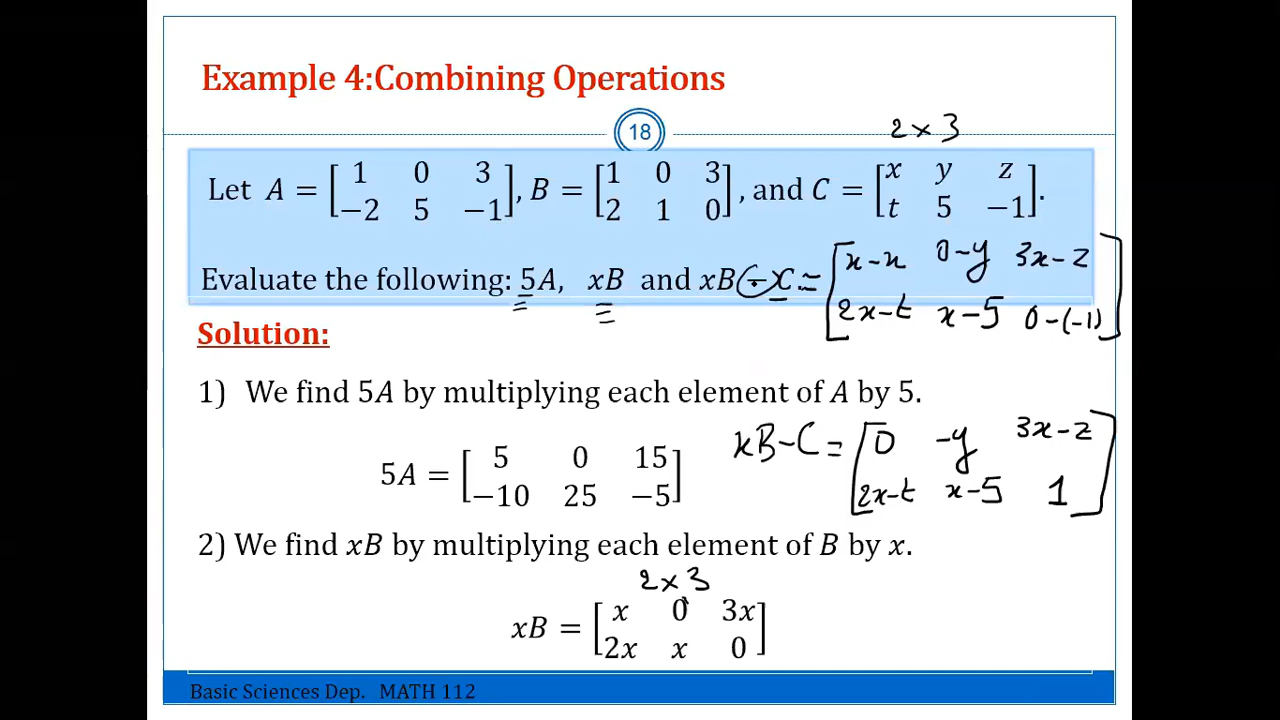 Example 4:Combining Operations
18
2 x 3
Let A = [1 0 3 −2 5 −1], B = [1 0 3 2 1 0], and C = [x y z t 5 −1].
Evaluate the following: 5A, xB and xB − C = [x-x 0-y 3x-z
2x-t x-5 0-(-1)]
Solution:
1) We find 5A by multiplying each element of A by 5.
5A = [5 0 15 −10 25 −5]
xB-C = [0 -y 3x-z
2x-t x-5 1]
2) We find xB by multiplying each element of B by x.
2 x 3
xB = [x 0 3x 2x x 0]
Basic Sciences Dep. MATH 112